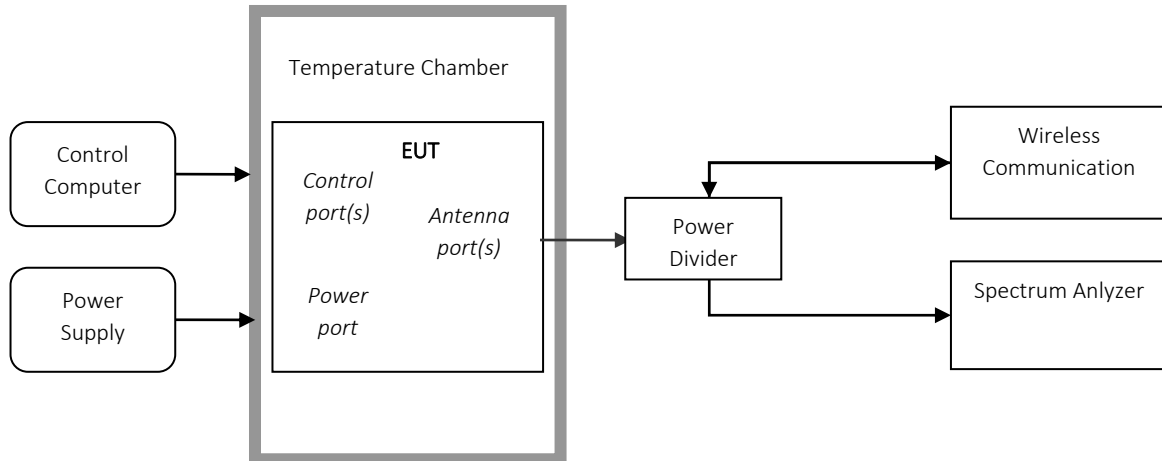 Temperature Chamber
Control
Computer
Power
Supply
EUT
Control
port(s)
Antenna
port(s)
Power
port
Power
Divider
Wireless
Communication
Spectrum Anlyzer